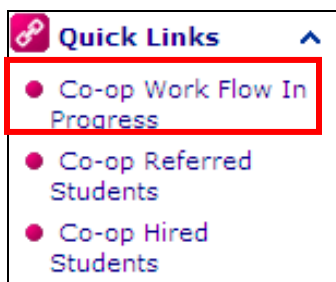 Quick Links
Co-op Work Flow In
Progress
Co-op Referred
Students
Co-op Hired
Students